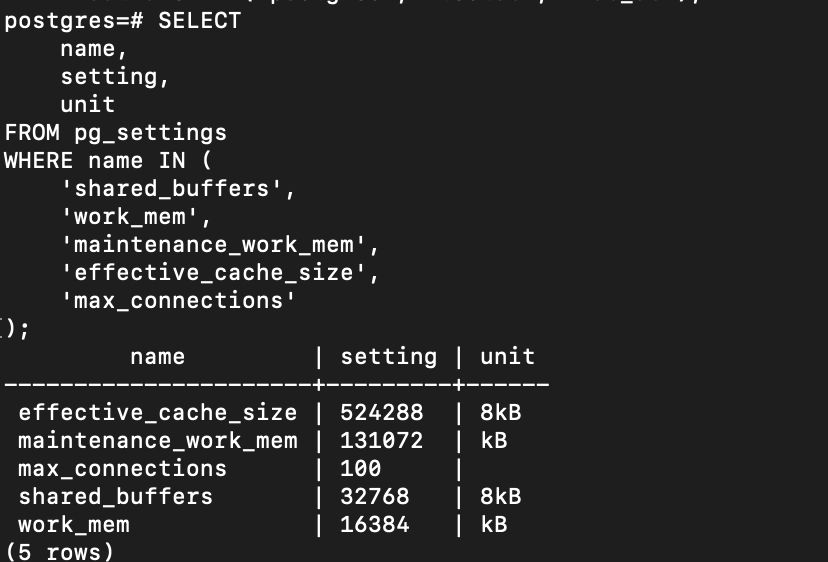 postgres=# SELECT
    name,
    setting,
    unit
FROM pg_settings
WHERE name IN (
    'shared_buffers',
    'work_mem',
    'maintenance_work_mem',
    'effective_cache_size',
    'max_connections'
);
         name         | setting | unit
----------------------+---------+------
 effective_cache_size | 524288  | 8kB
 maintenance_work_mem | 131072  | kB
 max_connections      | 100     |
 shared_buffers       | 32768   | 8kB
 work_mem             | 16384   | kB
(5 rows)